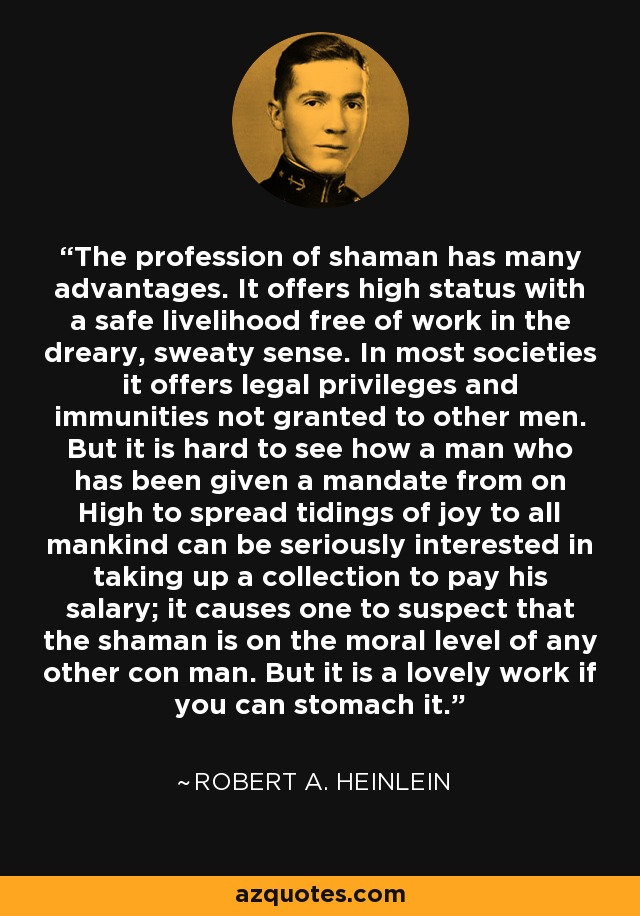 “The profession of shaman has many
advantages. It offers high status with
a safe livelihood free of work in the
dreary, sweaty sense. In most societies
it offers legal privileges and
immunities not granted to other men.
But it is hard to see how a man who
has been given a mandate from on
High to spread tidings of joy to all
mankind can be seriously interested in
taking up a collection to pay his
salary; it causes one to suspect that
the shaman is on the moral level of any
other con man. But it is a lovely work if
you can stomach it.”
~ROBERT A. HEINLEIN
azquotes.com